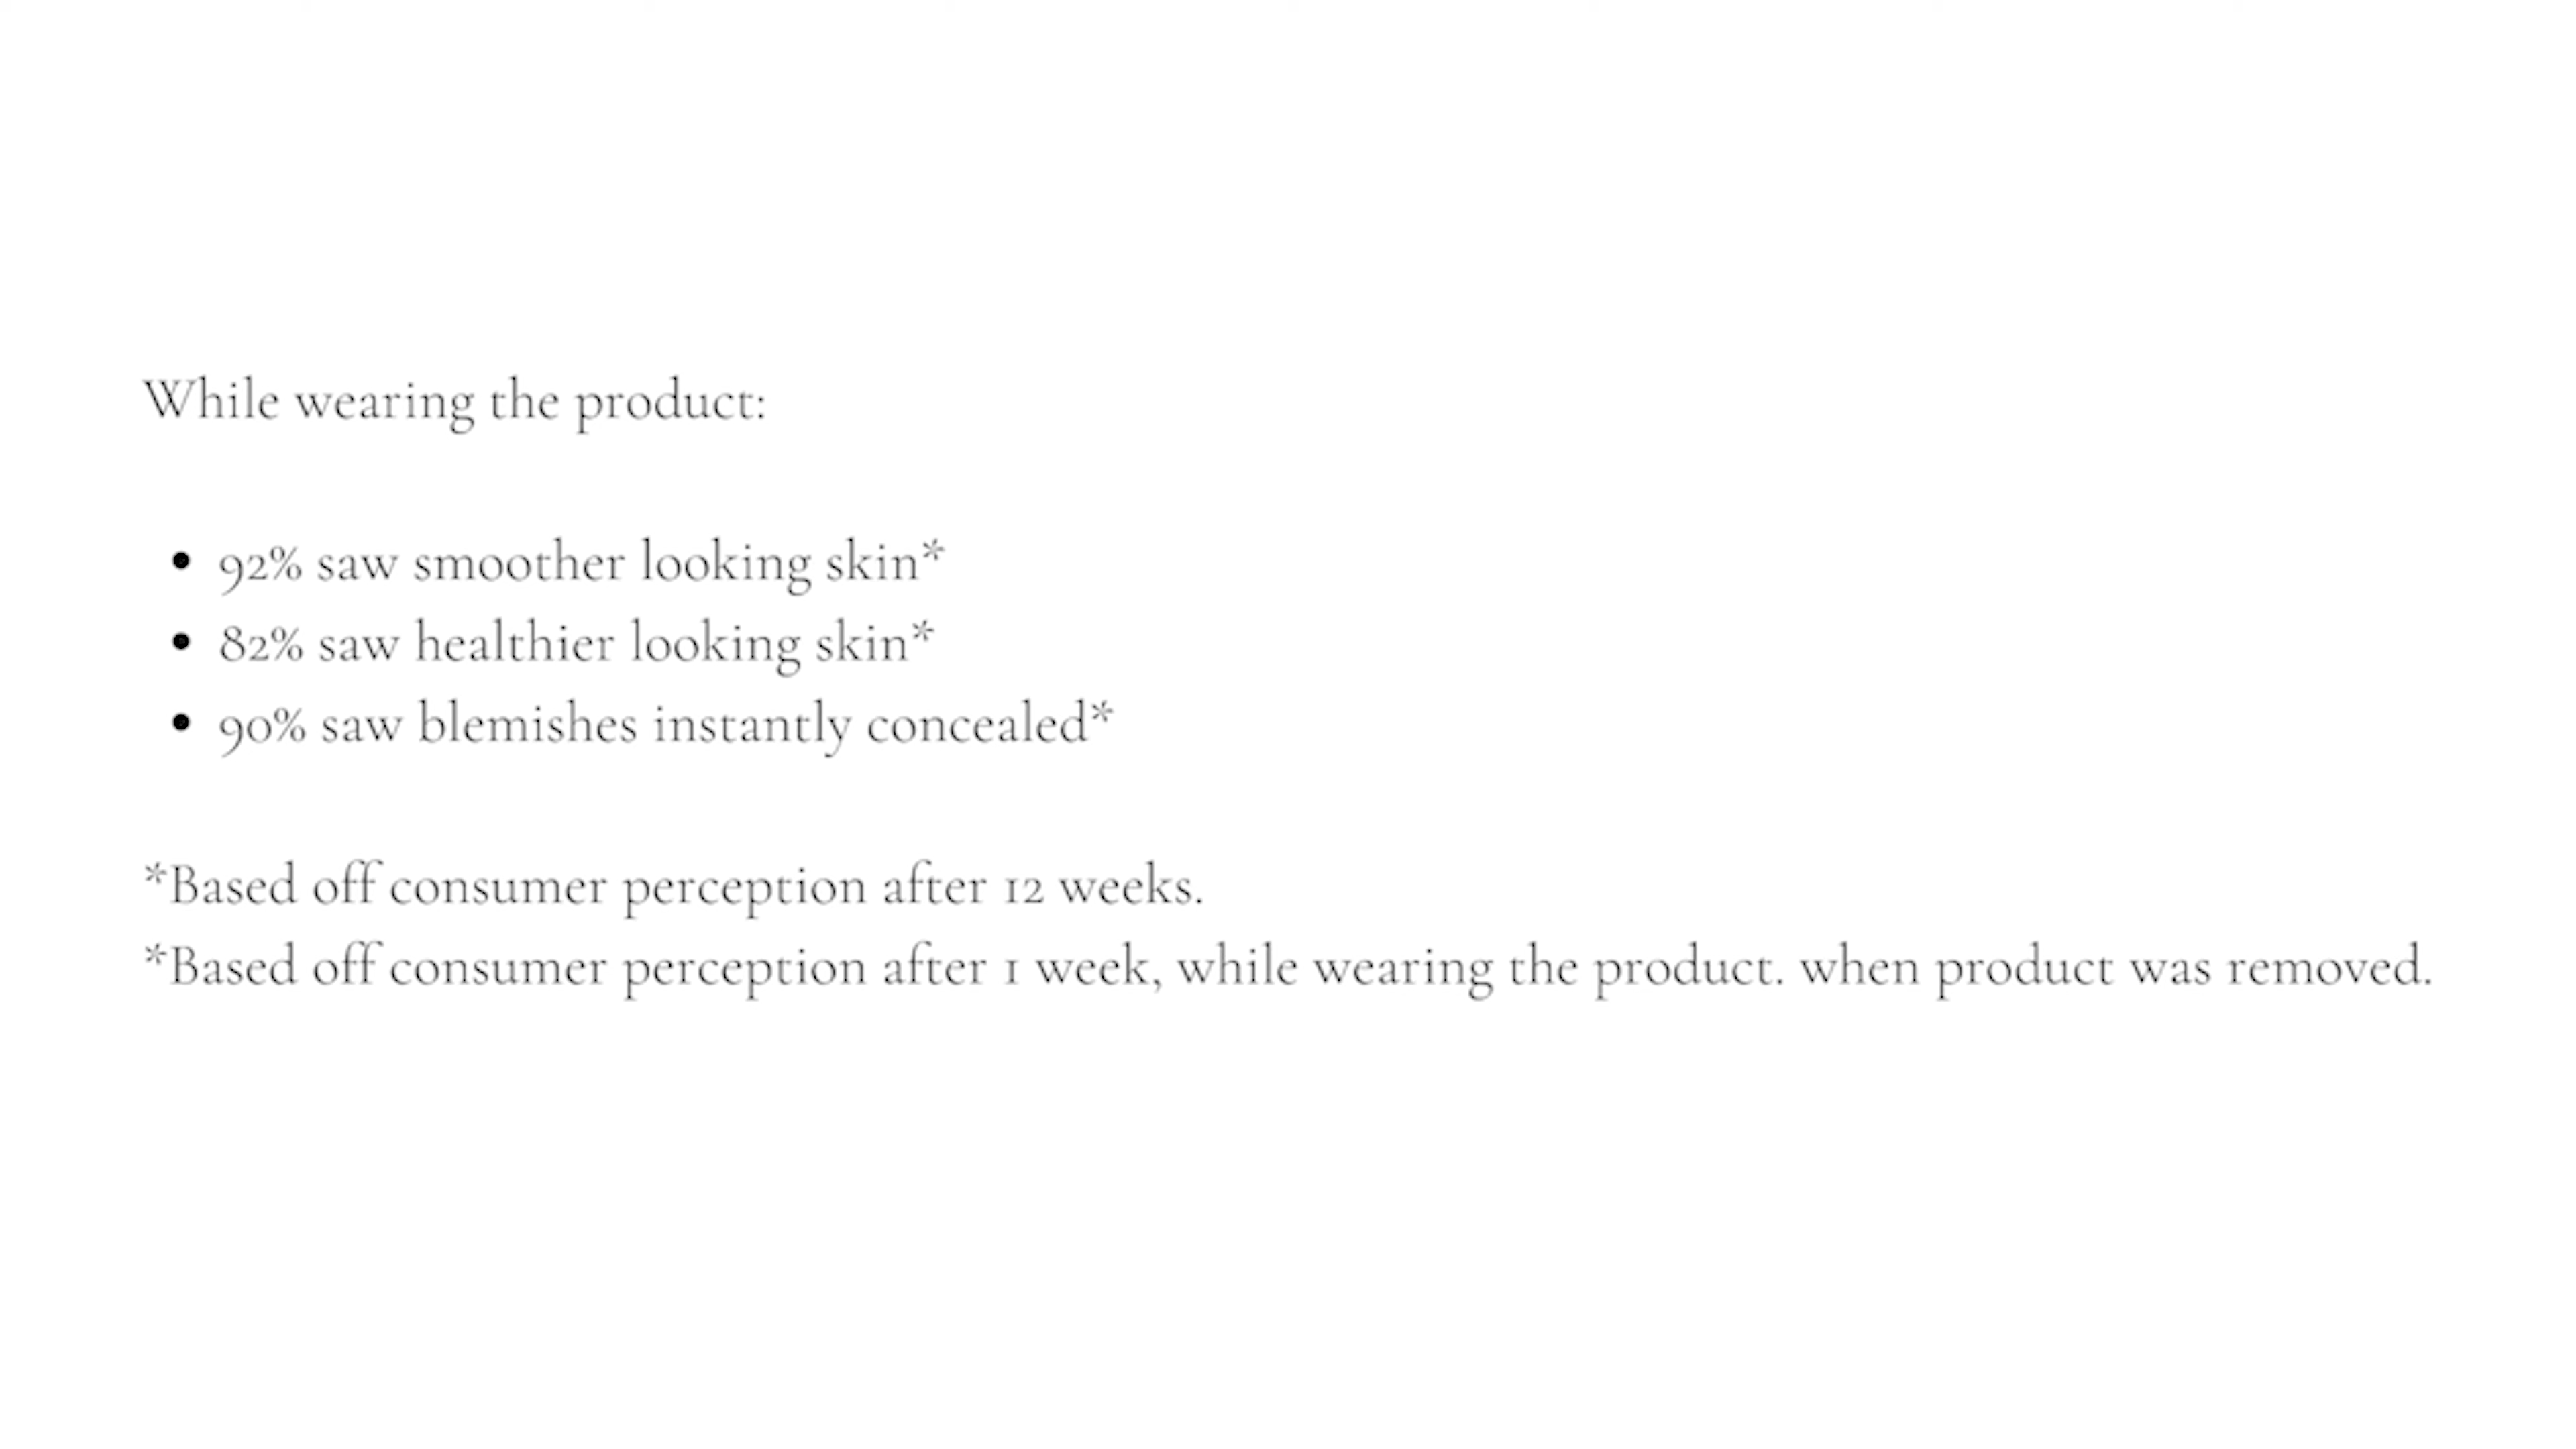 While wearing the product:
• 92% saw smoother looking skin*
• 82% saw healthier looking skin*
• 90% saw blemishes instantly concealed*
*Based off consumer perception after 12 weeks.
*Based off consumer perception after 1 week, while wearing the product. when product was removed.